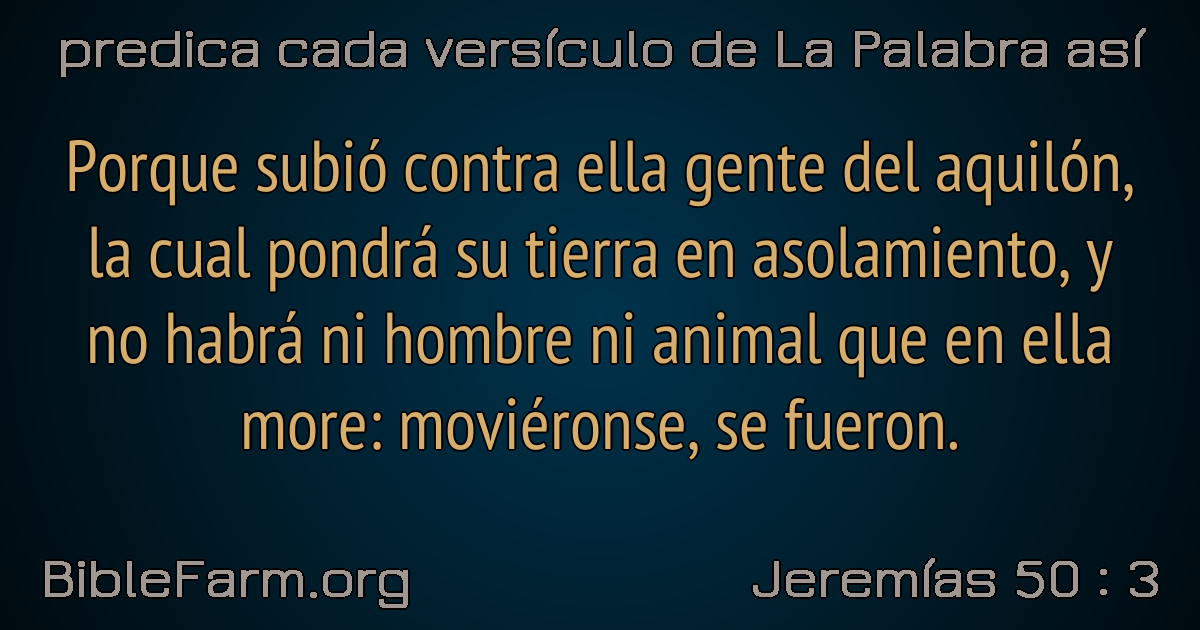 predica cada versículo de La Palabra así
Porque subió contra ella gente del aquilón,
la cual pondrá su tierra en asolamiento, y
no habrá ni hombre ni animal que en ella
more: moviéronse, se fueron.
BibleFarm.org
Jeremías 50 : 3